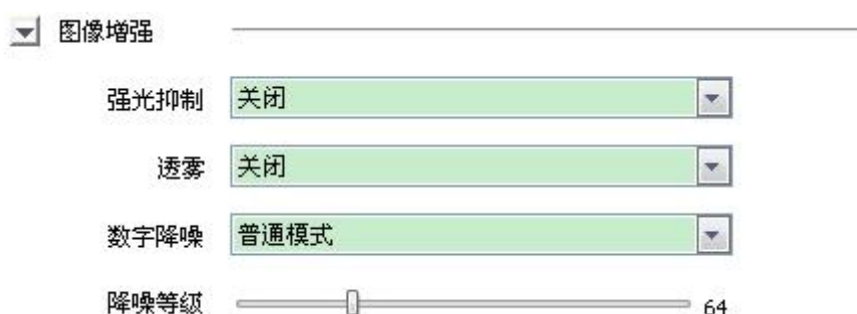 图像增强
强光抑制 关闭
透雾 关闭
数字降噪 普通模式
降噪等级 64